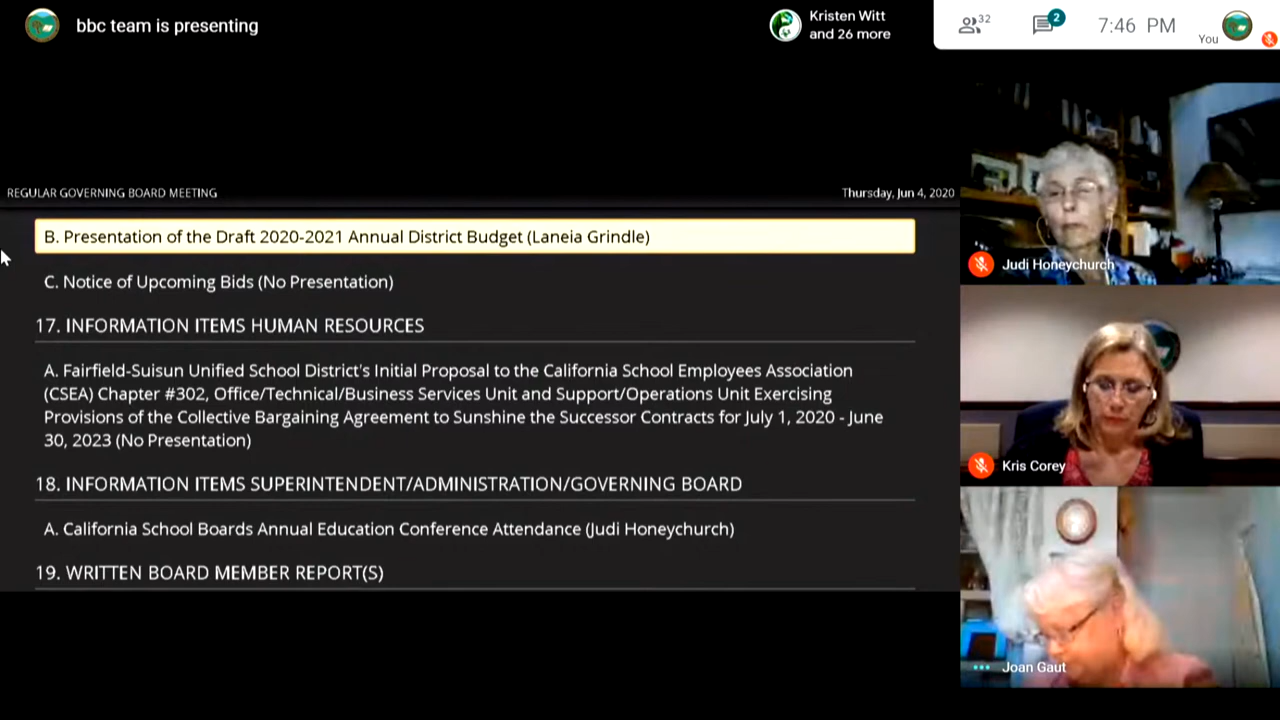 bbc team is presenting
Kristen Witt
and 26 more
32
2
7:46 PM
You
REGULAR GOVERNING BOARD MEETING
Thursday, Jun 4, 2020
B. Presentation of the Draft 2020-2021 Annual District Budget (Laneia Grindle)
C. Notice of Upcoming Bids (No Presentation)
17. INFORMATION ITEMS HUMAN RESOURCES
A. Fairfield-Suisun Unified School District's Initial Proposal to the California School Employees Association
(CSEA) Chapter #302, Office/Technical/Business Services Unit and Support/Operations Unit Exercising
Provisions of the Collective Bargaining Agreement to Sunshine the Successor Contracts for July 1, 2020 - June
30, 2023 (No Presentation)
18. INFORMATION ITEMS SUPERINTENDENT/ADMINISTRATION/GOVERNING BOARD
A. California School Boards Annual Education Conference Attendance (Judi Honeychurch)
19. WRITTEN BOARD MEMBER REPORT(S)
Judi Honeychurch
Kris Corey
Joan Gaut